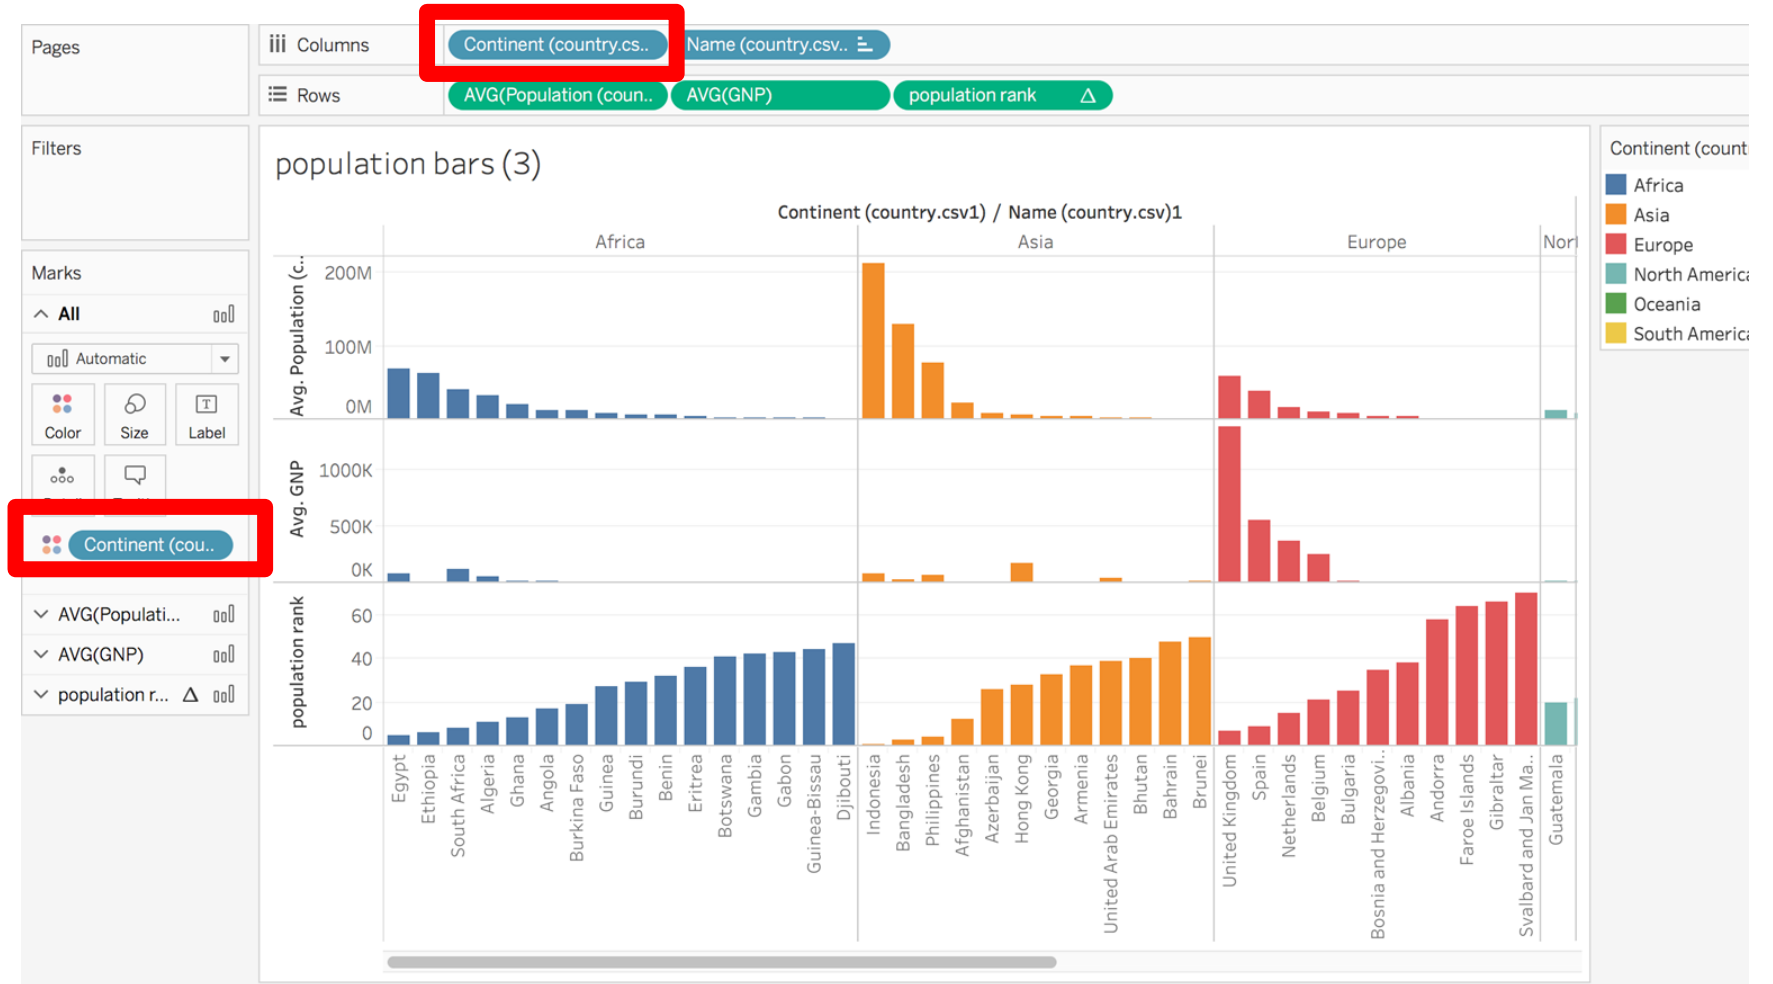 Pages
Columns
Continent (country.cs..
Name (country.csv..
Rows
AVG(Population (coun..
AVG(GNP)
population rank
Filters
population bars (3)
Continent (country.csv1) / Name (country.csv)1
Africa
Asia
Europe
Nort
Continent (count
Africa
Asia
Europe
North America
Oceania
South America
Marks
All
Automatic
Color
Size
Label
Continent (cou..
AVG(Populati...
AVG(GNP)
population r...
Avg. Population (c..
200M
100M
0M
Avg. GNP
1000K
500K
0K
population rank
60
40
20
0
Egypt
Ethiopia
South Africa
Algeria
Ghana
Angola
Burkina Faso
Guinea
Burundi
Benin
Eritrea
Botswana
Gambia
Gabon
Guinea-Bissau
Djibouti
Indonesia
Bangladesh
Philippines
Afghanistan
Azerbaijan
Hong Kong
Georgia
Armenia
United Arab Emirates
Bhutan
Bahrain
Brunei
United Kingdom
Spain
Netherlands
Belgium
Bulgaria
Bosnia and Herzegovi..
Albania
Andorra
Faroe Islands
Gibraltar
Svalbard and Jan Ma..
Guatemala